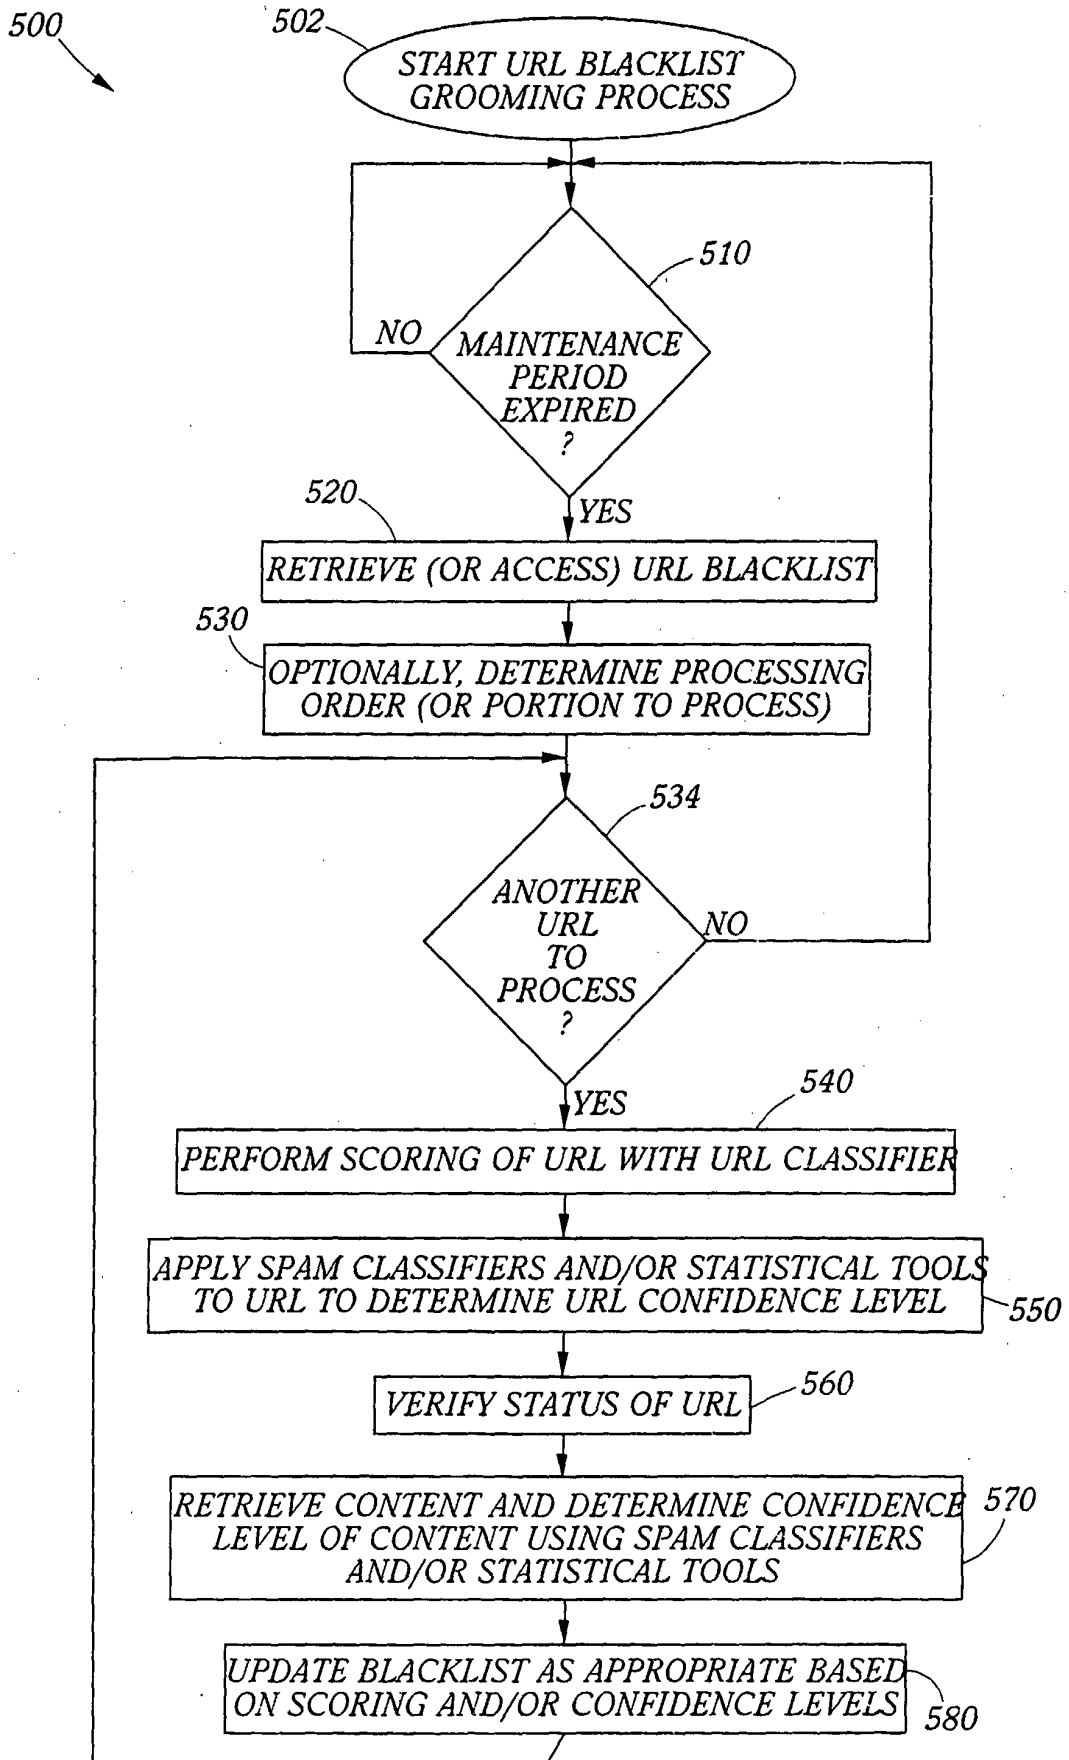 500
502
START URL BLACKLIST
GROOMING PROCESS
510
NO
MAINTENANCE
PERIOD
EXPIRED
?
YES
520
RETRIEVE (OR ACCESS) URL BLACKLIST
530
OPTIONALLY, DETERMINE PROCESSING
ORDER (OR PORTION TO PROCESS)
534
ANOTHER
URL
TO
PROCESS
?
NO
YES
540
PERFORM SCORING OF URL WITH URL CLASSIFIER
APPLY SPAM CLASSIFIERS AND/OR STATISTICAL TOOLS
TO URL TO DETERMINE URL CONFIDENCE LEVEL
550
VERIFY STATUS OF URL
560
RETRIEVE CONTENT AND DETERMINE CONFIDENCE
LEVEL OF CONTENT USING SPAM CLASSIFIERS
AND/OR STATISTICAL TOOLS
570
UPDATE BLACKLIST AS APPROPRIATE BASED
ON SCORING AND/OR CONFIDENCE LEVELS
580